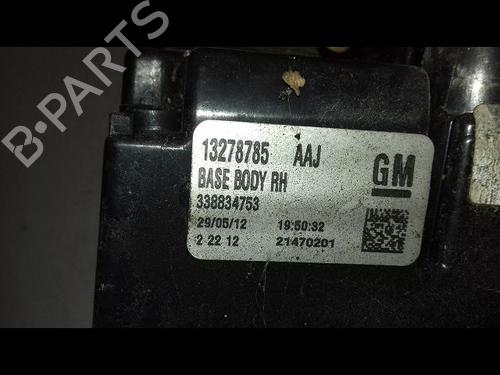 B-PARTS
13278785 AAJ
GM
BASE BODY RH
338834753
29/05/12 19:50:32
2 22 12 21470201